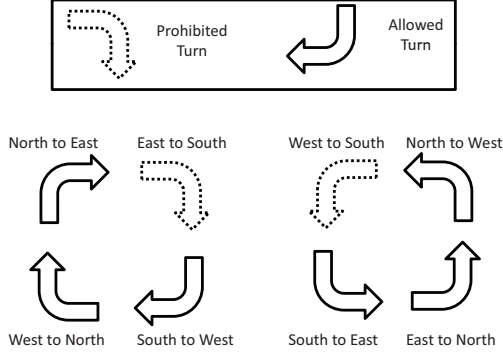 Prohibited
Turn
Allowed
Turn
North to East
East to South
West to South
North to West
West to North
South to West
South to East
East to North